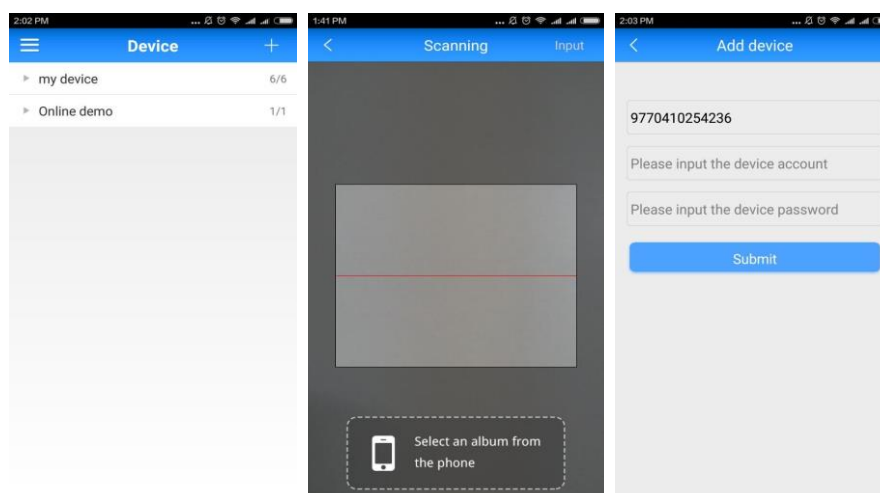 2:02 PM
Device
my device 6/6
Online demo 1/1
1:41 PM
Scanning Input
Select an album from
the phone
2:03 PM
Add device
9770410254236
Please input the device account
Please input the device password
Submit